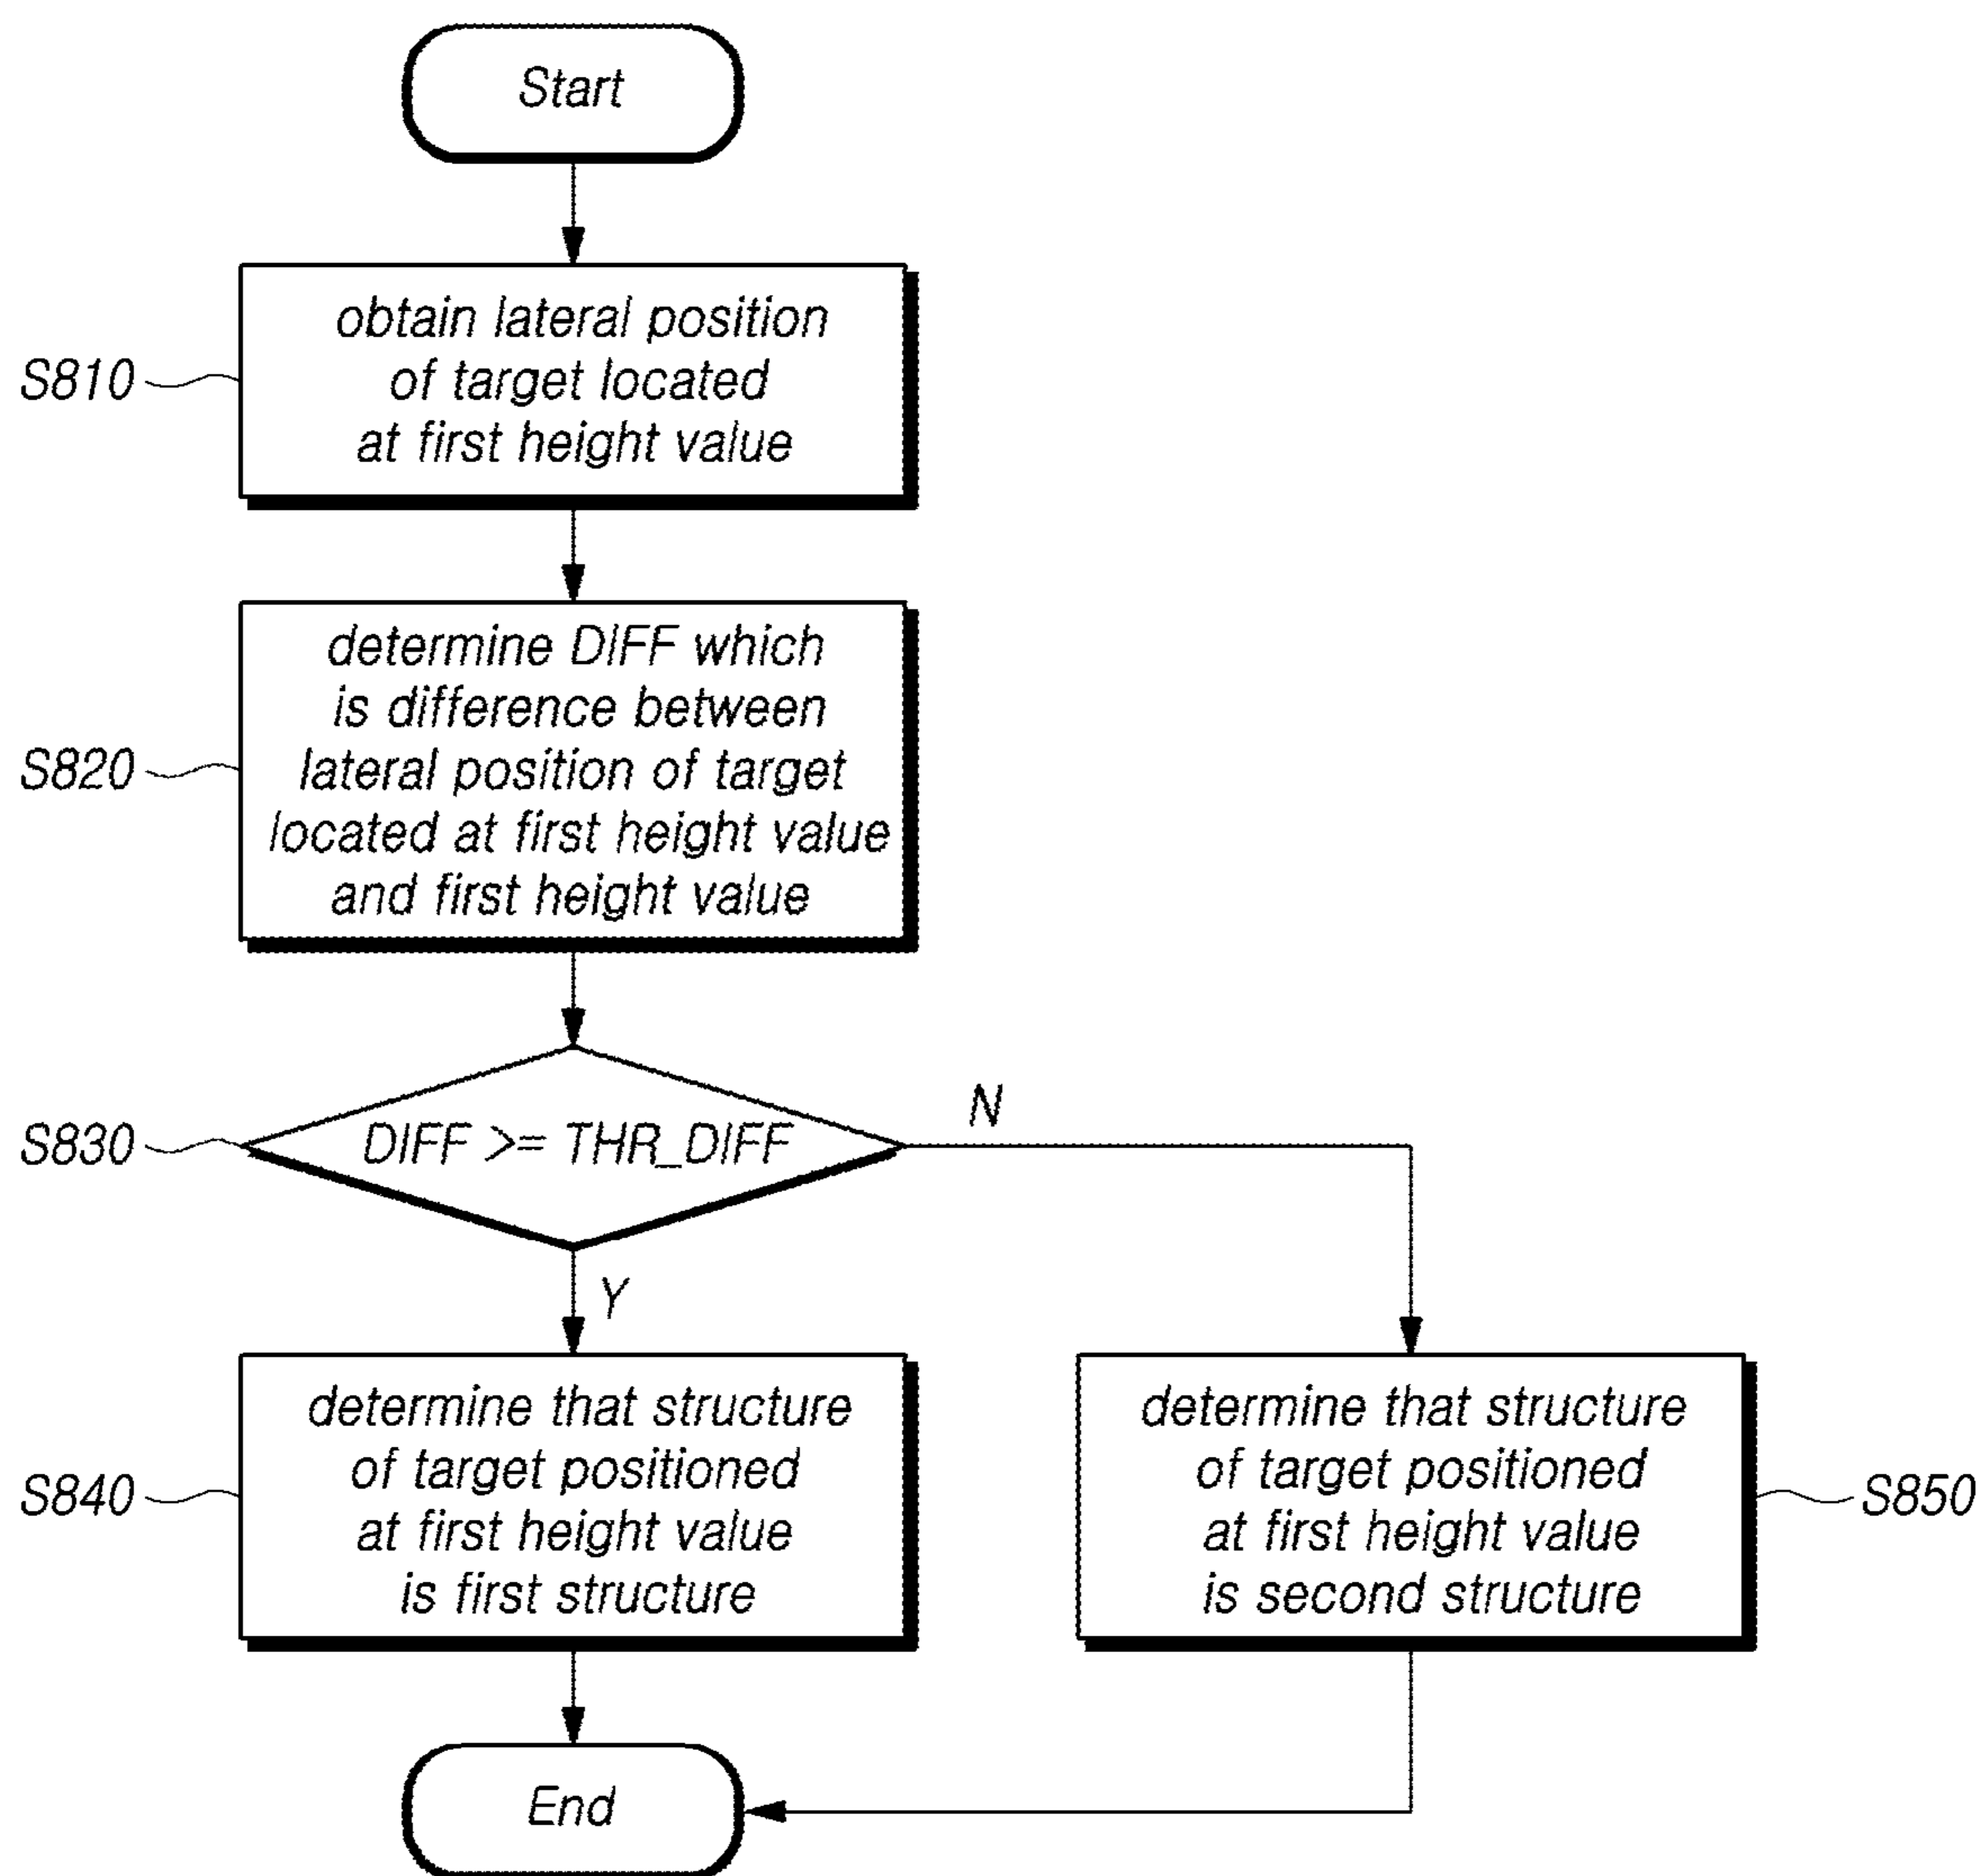 Start
obtain lateral position
of target located
at first height value
S810
determine DIFF which
is difference between
lateral position of target
located at first height value
and first height value
S820
DIFF >= THR_DIFF
S830
N
Y
determine that structure
of target positioned
at first height value
is first structure
S840
determine that structure
of target positioned
at first height value
is second structure
S850
End